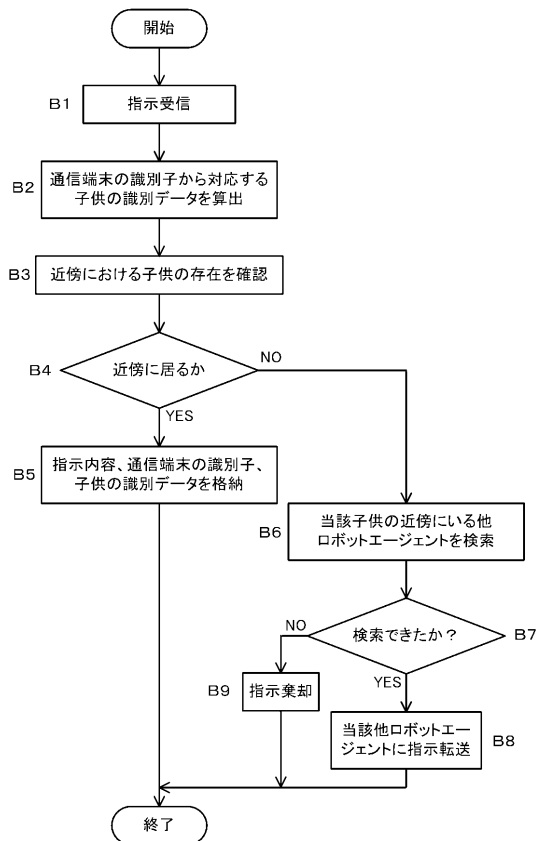 開始
B1
指示受信
B2
通信端末の識別子から対応する
子供の識別データを算出
B3
近傍における子供の存在を確認
B4
近傍に居るか
NO
YES
B5
指示内容、通信端末の識別子、
子供の識別データを格納
B6
当該子供の近傍にいる他
ロボットエージェントを検索
NO
検索できたか？
B7
YES
B9
指示棄却
当該他ロボットエー
ジェントに指示転送
B8
終了